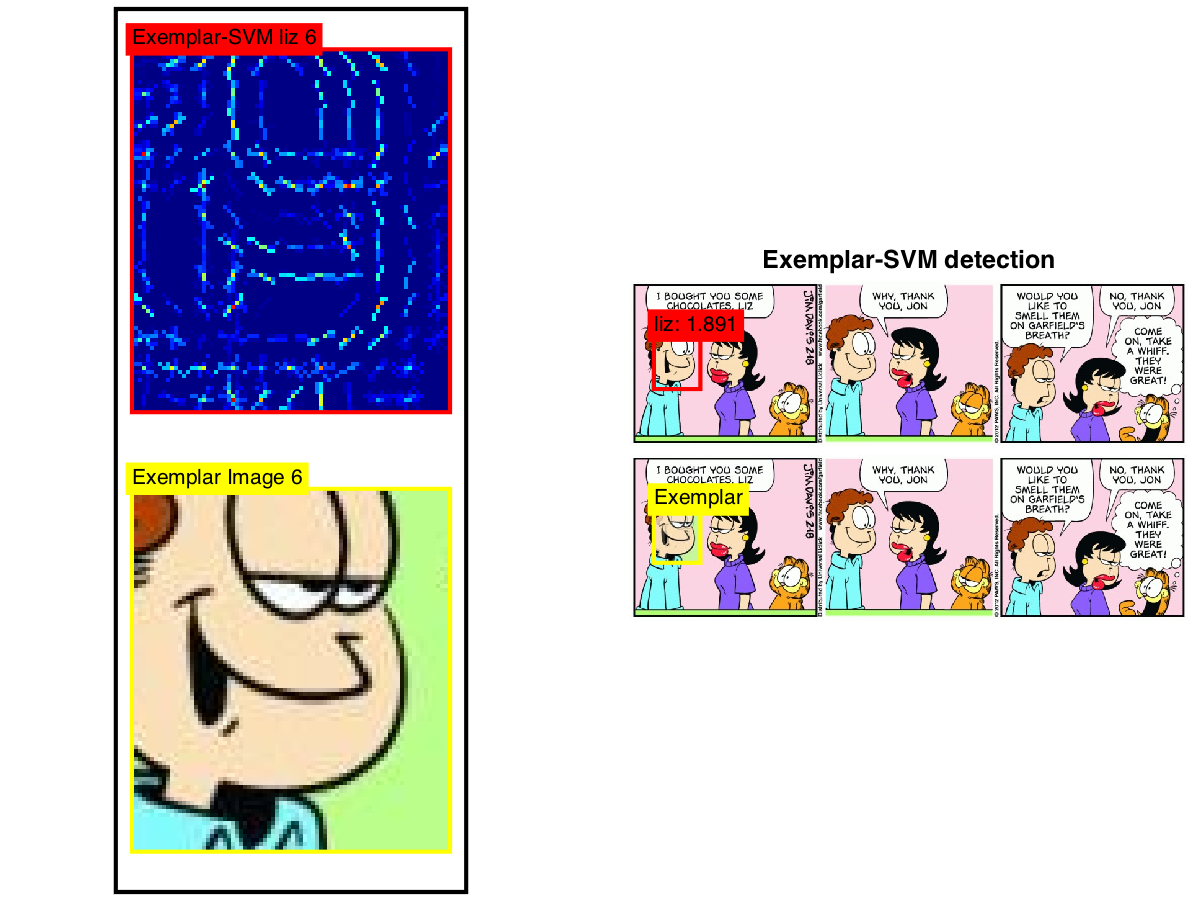 Exemplar-SVM liz 6
Exemplar Image 6
Exemplar-SVM detection
I BOUGHT YOU SOME
CHOCOLATES, LIZ
liz: 1.891
JIM DAVIS 2-18
WHY, THANK
YOU, JON
WOULD YOU
LIKE TO
SMELL THEM
ON GARFIELD'S
BREATH?
NO, THANK
YOU, JON
COME
ON, TAKE
A WHIFF.
THEY
WERE
GREAT!
I BOUGHT YOU SOME
CHOCOLATES, LIZ
Exemplar
JIM DAVIS 2-18
WHY, THANK
YOU, JON
WOULD YOU
LIKE TO
SMELL THEM
ON GARFIELD'S
BREATH?
NO, THANK
YOU, JON
COME
ON, TAKE
A WHIFF.
THEY
WERE
GREAT!